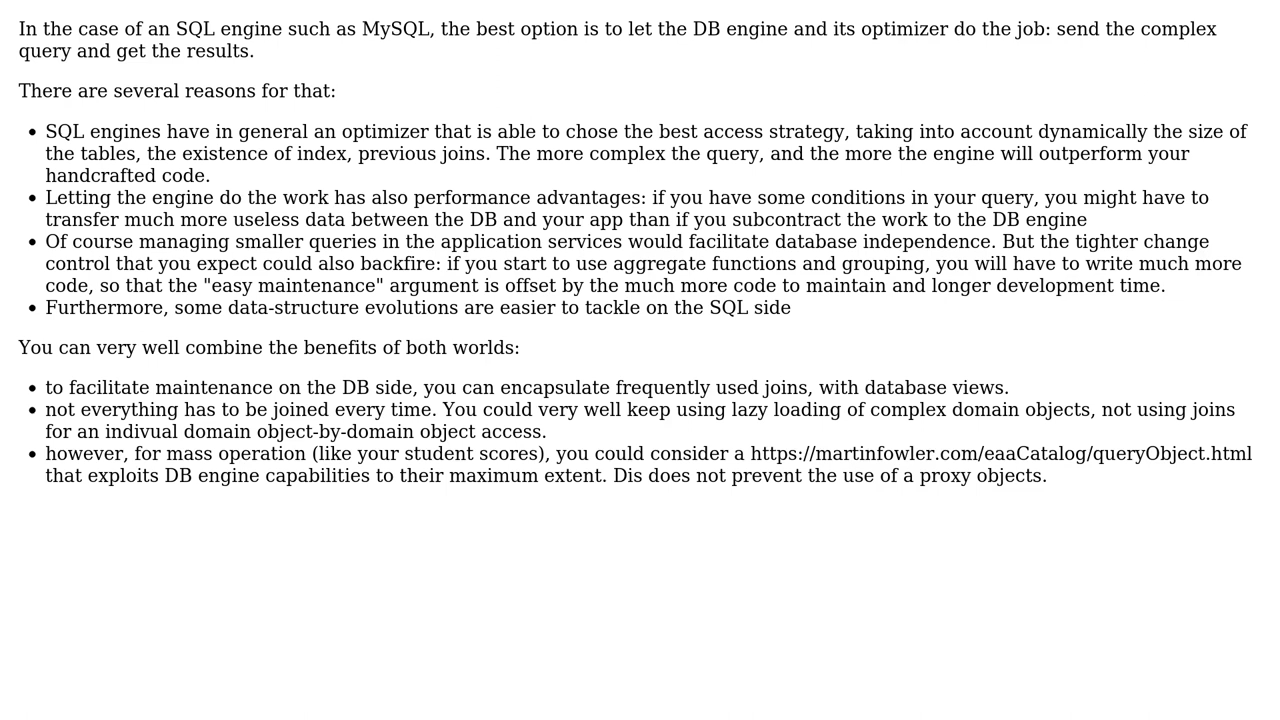 In the case of an SQL engine such as MySQL, the best option is to let the DB engine and its optimizer do the job: send the complex
query and get the results.
There are several reasons for that:
• SQL engines have in general an optimizer that is able to chose the best access strategy, taking into account dynamically the size of
the tables, the existence of index, previous joins. The more complex the query, and the more the engine will outperform your
handcrafted code.
• Letting the engine do the work has also performance advantages: if you have some conditions in your query, you might have to
transfer much more useless data between the DB and your app than if you subcontract the work to the DB engine
• Of course managing smaller queries in the application services would facilitate database independence. But the tighter change
control that you expect could also backfire: if you start to use aggregate functions and grouping, you will have to write much more
code, so that the "easy maintenance" argument is offset by the much more code to maintain and longer development time.
• Furthermore, some data-structure evolutions are easier to tackle on the SQL side
You can very well combine the benefits of both worlds:
• to facilitate maintenance on the DB side, you can encapsulate frequently used joins, with database views.
• not everything has to be joined every time. You could very well keep using lazy loading of complex domain objects, not using joins
for an indivual domain object-by-domain object access.
• however, for mass operation (like your student scores), you could consider a https://martinfowler.com/eaaCatalog/queryObject.html
that exploits DB engine capabilities to their maximum extent. Dis does not prevent the use of a proxy objects.